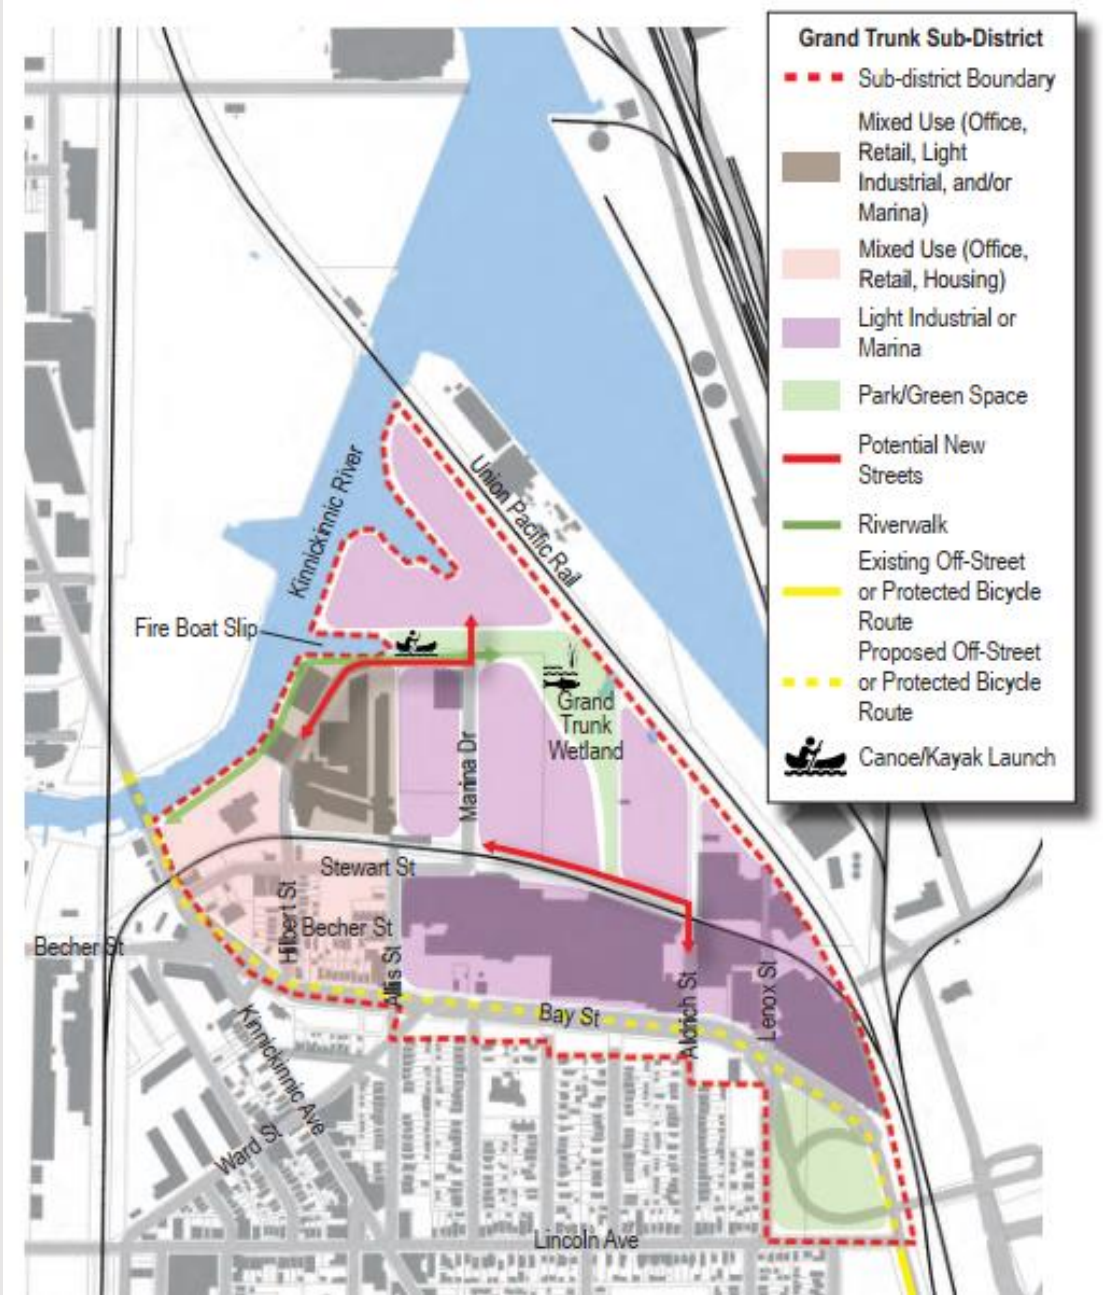 Grand Trunk Sub-District
Sub-district Boundary
Mixed Use (Office,
Retail, Light
Industrial, and/or
Marina)
Mixed Use (Office,
Retail, Housing)
Light Industrial or
Marina
Park/Green Space
Potential New
Streets
Riverwalk
Existing Off-Street
or Protected Bicycle
Route
Proposed Off-Street
or Protected Bicycle
Route
Canoe/Kayak Launch
Kinnickinnic River
Union Pacific Rail
Fire Boat Slip
Grand
Trunk
Wetland
Marina Dr
Stewart St
Hilbert St
Becher St
Becher St
Allis St
Bay St
Aldrich St
Lenox St
Kinnickinnic Ave
Ward St
Lincoln Ave